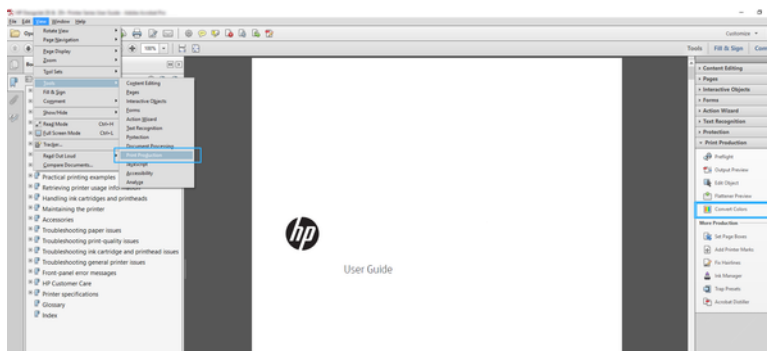 File Edit View Window Help
Customize
Tools Fill & Sign Com
Rotate View
Page Navigation
Page Display
Zoom
Tool Sets
Tools
Fill & Sign
Comment
Show/Hide
Read Mode Ctrl+H
Full Screen Mode Ctrl+L
Tracker...
Read Out Loud
Compare Documents...
Content Editing
Pages
Interactive Objects
Forms
Action Wizard
Text Recognition
Protection
Document Processing
Print Production
JavaScript
Accessibility
Analyze
Practical printing examples
Retrieving printer usage information
Handling ink cartridges and printheads
Maintaining the printer
Accessories
Troubleshooting paper issues
Troubleshooting print-quality issues
Troubleshooting ink cartridge and printhead issues
Troubleshooting general printer issues
Front-panel error messages
HP Customer Care
Printer specifications
Glossary
Index
hp
User Guide
Content Editing
Pages
Interactive Objects
Forms
Action Wizard
Text Recognition
Protection
Print Production
Preflight
Output Preview
Edit Object
Flattener Preview
Convert Colors
More Production
Set Page Boxes
Add Printer Marks
Fix Hairlines
Ink Manager
Trap Presets
Acrobat Distiller